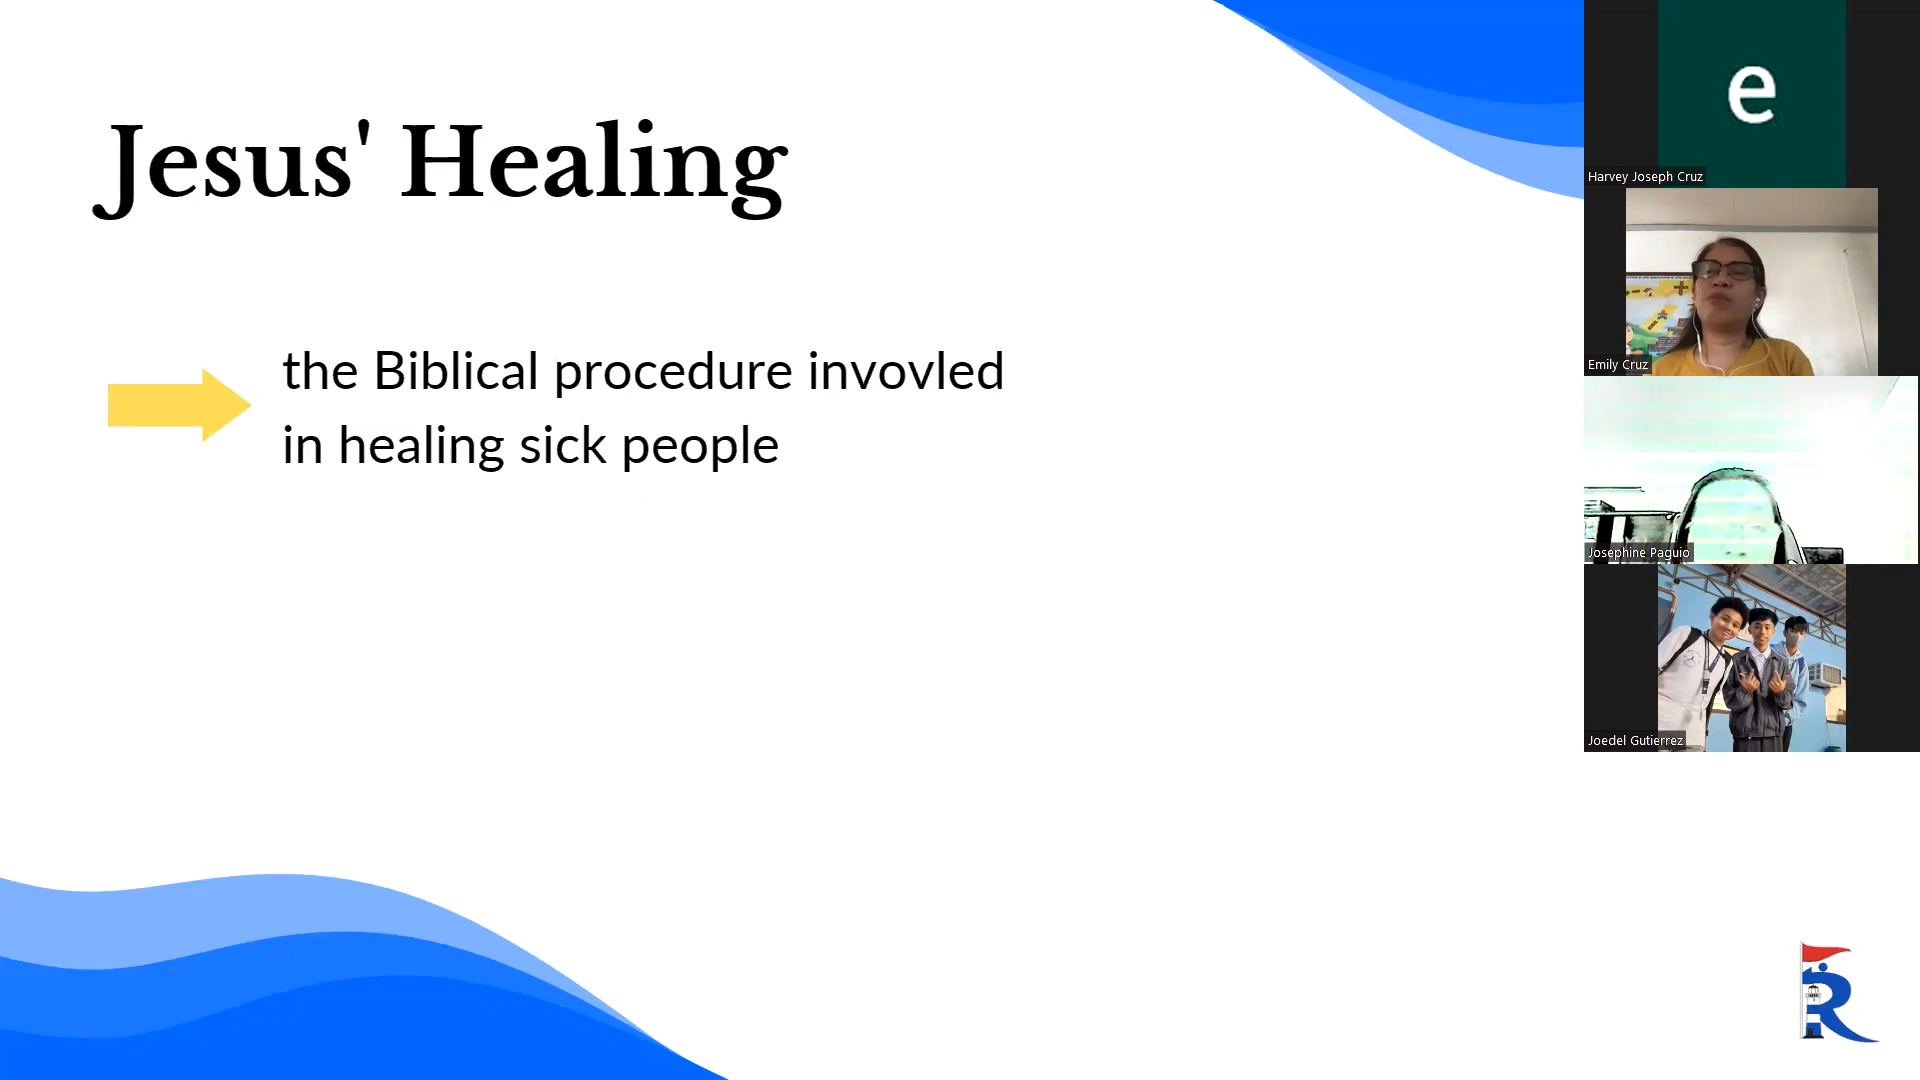 Jesus' Healing
the Biblical procedure invovled
in healing sick people
e
Harvey Joseph Cruz
Emily Cruz
Josephine Paguio
Joedel Gutierrez
R